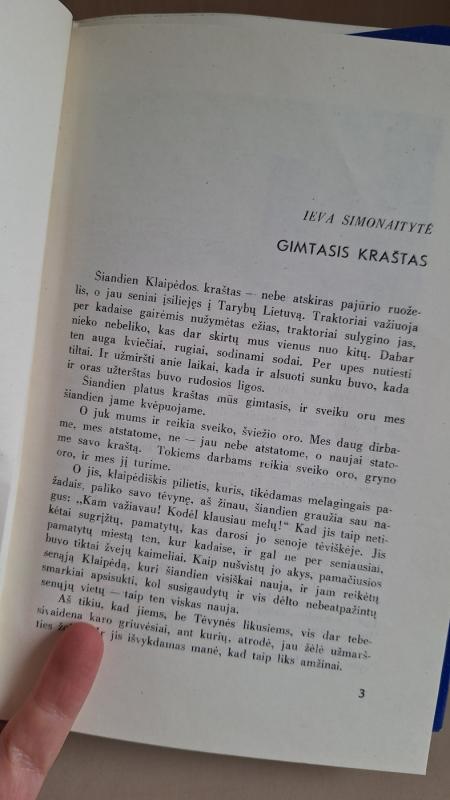 IEVA SIMONAITYTĖ
GIMTASIS KRAŠTAS
Šiandien Klaipėdos kraštas — nebe atskiras pajūrio ruože-
lis, o jau seniai įsiliejęs į Tarybų Lietuvą. Traktoriai važiuoja
per kadaise gairėmis nužymėtas ežias, traktoriai sulygino jas,
nieko nebeliko, kas dar skirtų mus vienus nuo kitų. Dabar
ten auga kviečiai, rugiai, sodinami sodai. Per upes nutiesti
tiltai. Ir užmiršti anie laikai, kada ir alsuoti sunku buvo, kada
ir oras užterštas buvo rudosios ligos.
Šiandien platus kraštas mūs gimtasis, ir sveiku oru mes
šiandien jame kvėpuojame.
O juk mums ir reikia sveiko, šviežio oro. Mes daug dirba-
me, mes atstatome, ne — jau nebe atstatome, o naujai stato-
me savo kraštą. Tokiems darbams reikia sveiko oro, gryno
oro, ir mes jį turime.
O jis, klaipėdiškis pilietis, kuris, tikėdamas melagingais pa-
žadais, paliko savo tėvynę, aš žinau, šiandien graužia sau na-
gus: „Kam važiavau! Kodėl klausiau melų!“ Kad jis taip neti-
kėtai sugrįžtų, pamatytų, kas darosi jo senoje tėviškėje. Jis
pamatytų miestą ten, kur kadaise, ir gal ne per seniausiai,
buvo tiktai žvejų kaimeliai. Kaip nušvistų jo akys, pamačiusios
senąją Klaipėdą, kuri šiandien visiškai nauja, ir jam reikėtų
smarkiai apsisukti, kol susigaudytų ir vis dėlto nebeatpažintų
senųjų vietų — taip ten viskas nauja.
Aš tikiu, kad jiems, be Tėvynės likusiems, vis dar tebe-
sivaidena karo griuvėsiai, ant kurių, atrodė, jau žėlė užmarš-
ties jis išvykdamas manė, kad taip liks amžinai.
3